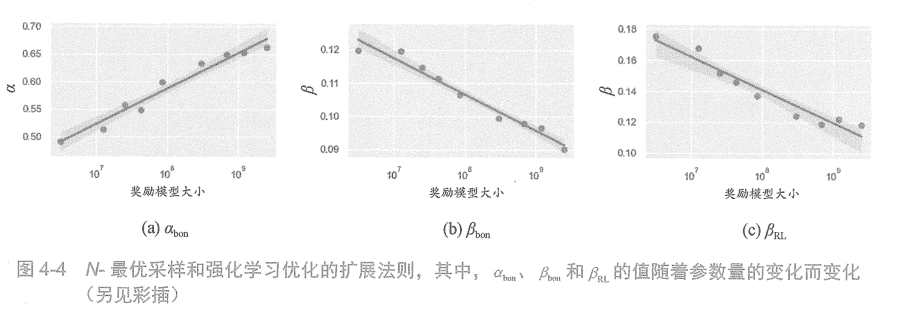 0.70
0.65
0.60
0.55
0.50
α
10⁷ 10⁸ 10⁹
奖励模型大小
(a) α_bon
0.12
0.11
0.10
0.09
β
10⁷ 10⁸ 10⁹
奖励模型大小
(b) β_bon
0.18
0.16
0.14
0.12
0.10
β
10⁷ 10⁸ 10⁹
奖励模型大小
(c) β_RL
图 4-4 N- 最优采样和强化学习优化的扩展法则，其中，α_bon、β_bon 和 β_RL 的值随着参数量的变化而变化
（另见彩插）